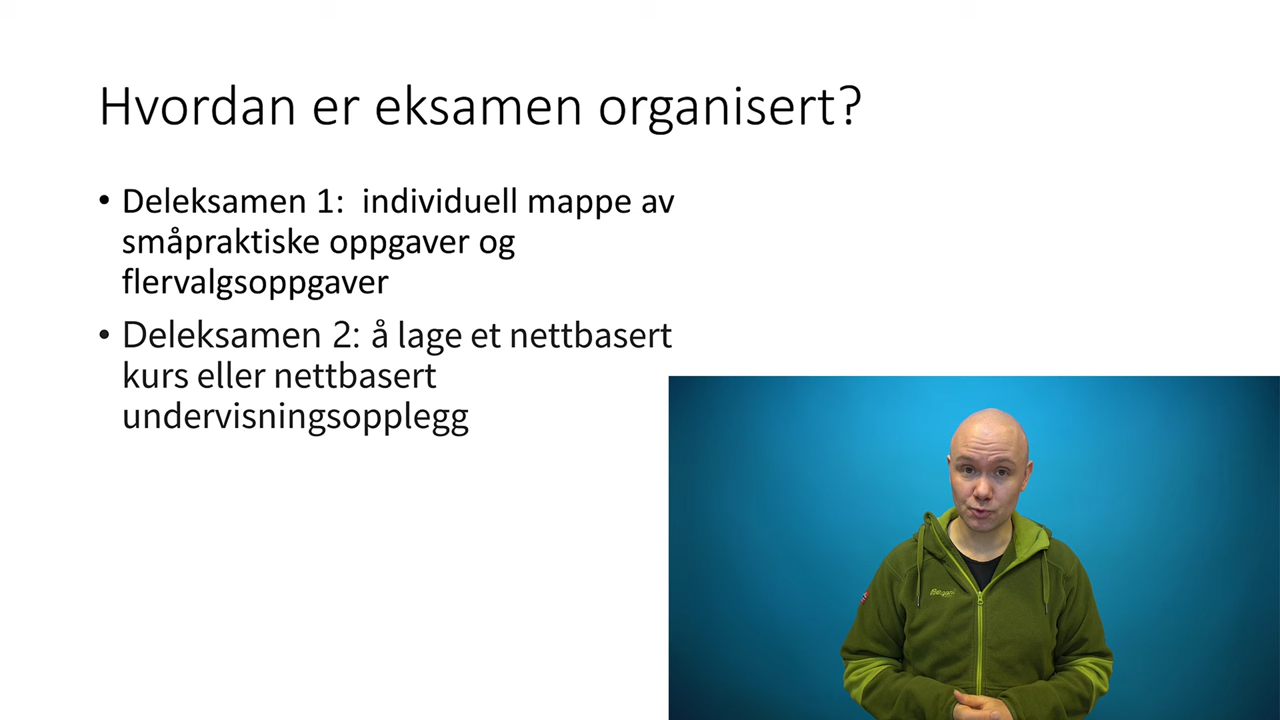 Hvordan er eksamen organisert?
• Deleksamen 1:  individuell mappe av
småpraktiske oppgaver og
flervalgsoppgaver
• Deleksamen 2: å lage et nettbasert
kurs eller nettbasert
undervisningsopplegg
Bergans